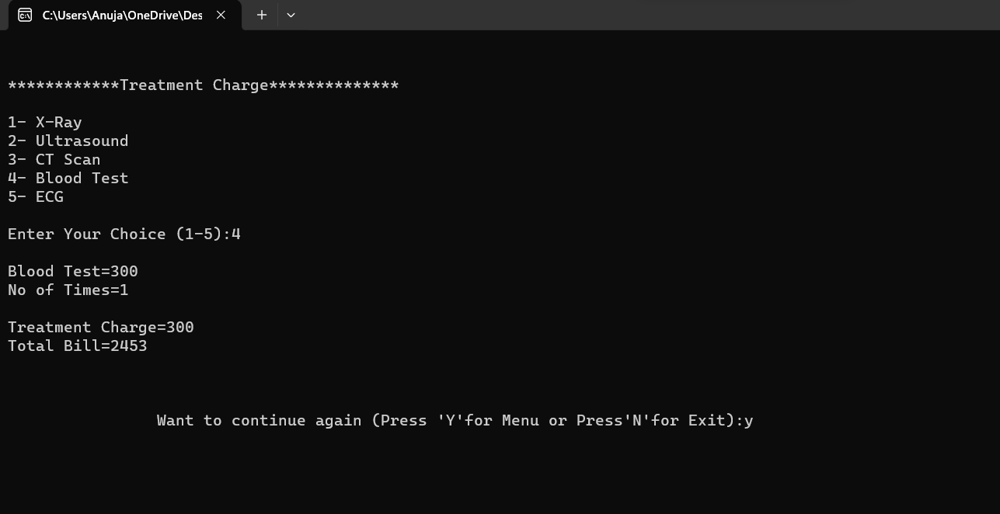 C:\Users\Anuja\OneDrive\Des
************Treatment Charge**************
1- X-Ray
2- Ultrasound
3- CT Scan
4- Blood Test
5- ECG
Enter Your Choice (1-5):4
Blood Test=300
No of Times=1
Treatment Charge=300
Total Bill=2453
Want to continue again (Press 'Y'for Menu or Press'N'for Exit):y